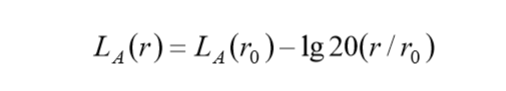 L_A(r) = L_A(r_0) − lg 20(r / r_0)